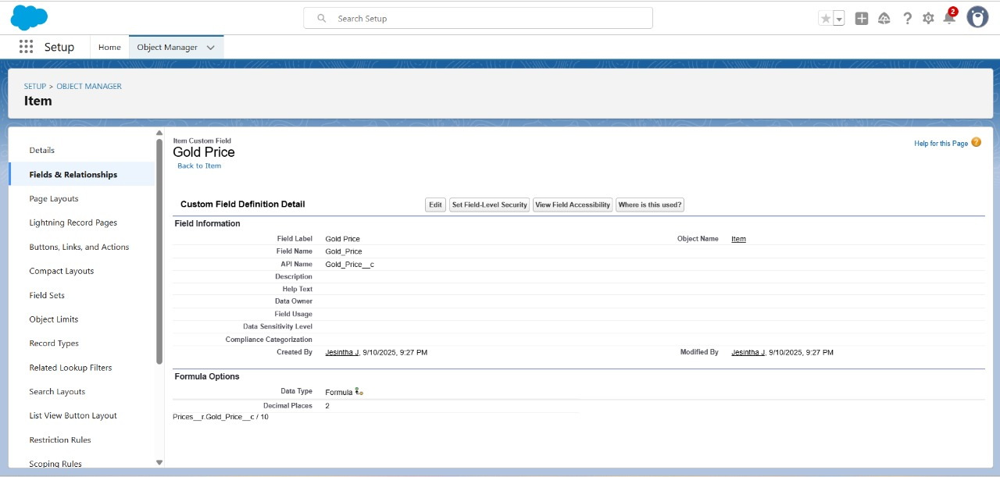 Search Setup
2
Setup
Home
Object Manager
SETUP > OBJECT MANAGER
Item
Details
Fields & Relationships
Page Layouts
Lightning Record Pages
Buttons, Links, and Actions
Compact Layouts
Field Sets
Object Limits
Record Types
Related Lookup Filters
Search Layouts
List View Button Layout
Restriction Rules
Scoping Rules
Item Custom Field
Gold Price
Back to Item
Help for this Page ?
Custom Field Definition Detail
Edit
Set Field-Level Security
View Field Accessibility
Where is this used?
Field Information
Field Label Gold Price
Object Name Item
Field Name Gold_Price
API Name Gold_Price__c
Description
Help Text
Data Owner
Field Usage
Data Sensitivity Level
Compliance Categorization
Created By Jesintha J, 9/10/2025, 9:27 PM
Modified By Jesintha J, 9/10/2025, 9:27 PM
Formula Options
Data Type Formula
Decimal Places 2
Prices__r.Gold_Price__c / 10